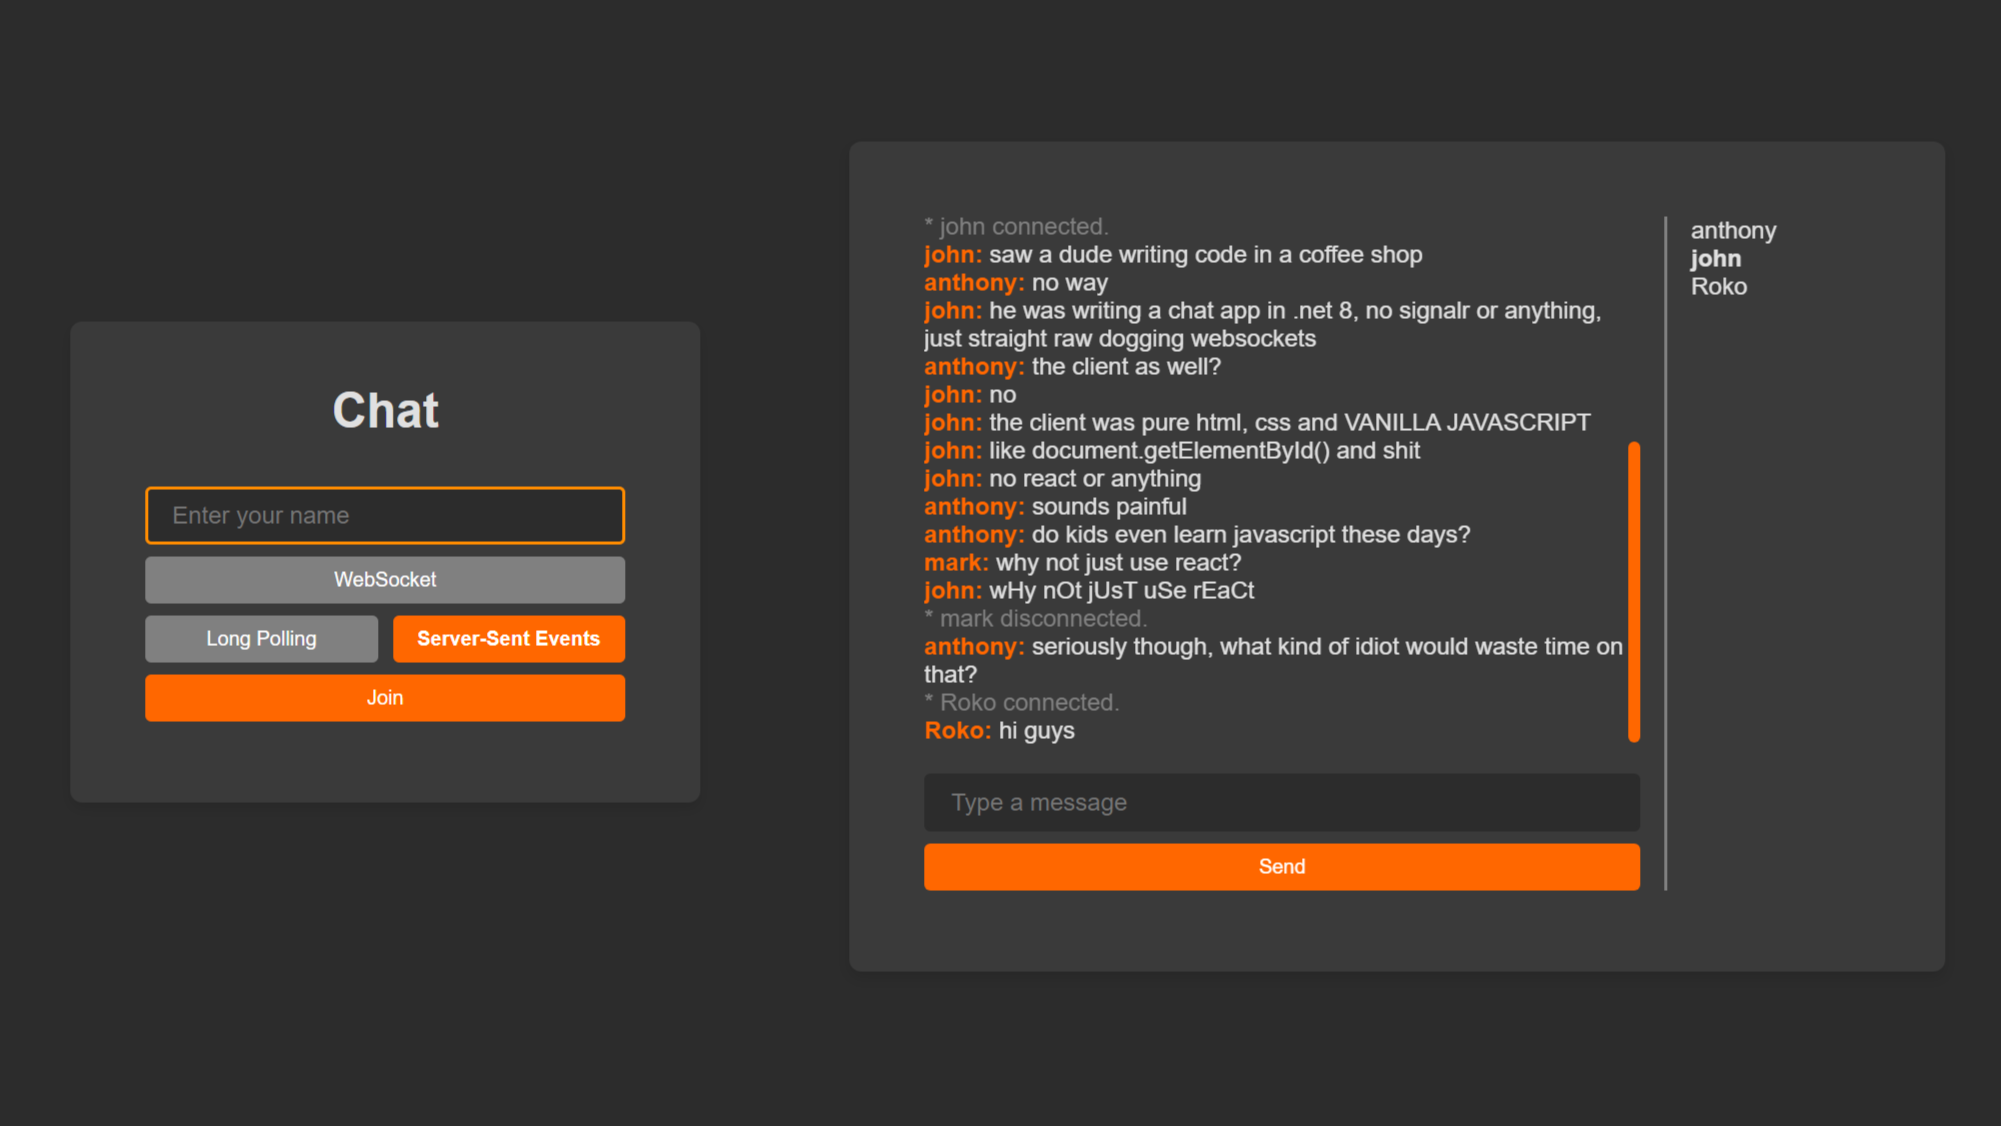 Chat
Enter your name
WebSocket
Long Polling
Server-Sent Events
Join
* john connected.
john: saw a dude writing code in a coffee shop
anthony: no way
john: he was writing a chat app in .net 8, no signalr or anything,
just straight raw dogging websockets
anthony: the client as well?
john: no
john: the client was pure html, css and VANILLA JAVASCRIPT
john: like document.getElementById() and shit
john: no react or anything
anthony: sounds painful
anthony: do kids even learn javascript these days?
mark: why not just use react?
john: wHy nOt jUsT uSe rEaCt
* mark disconnected.
anthony: seriously though, what kind of idiot would waste time on
that?
* Roko connected.
Roko: hi guys
Type a message
Send
anthony
john
Roko